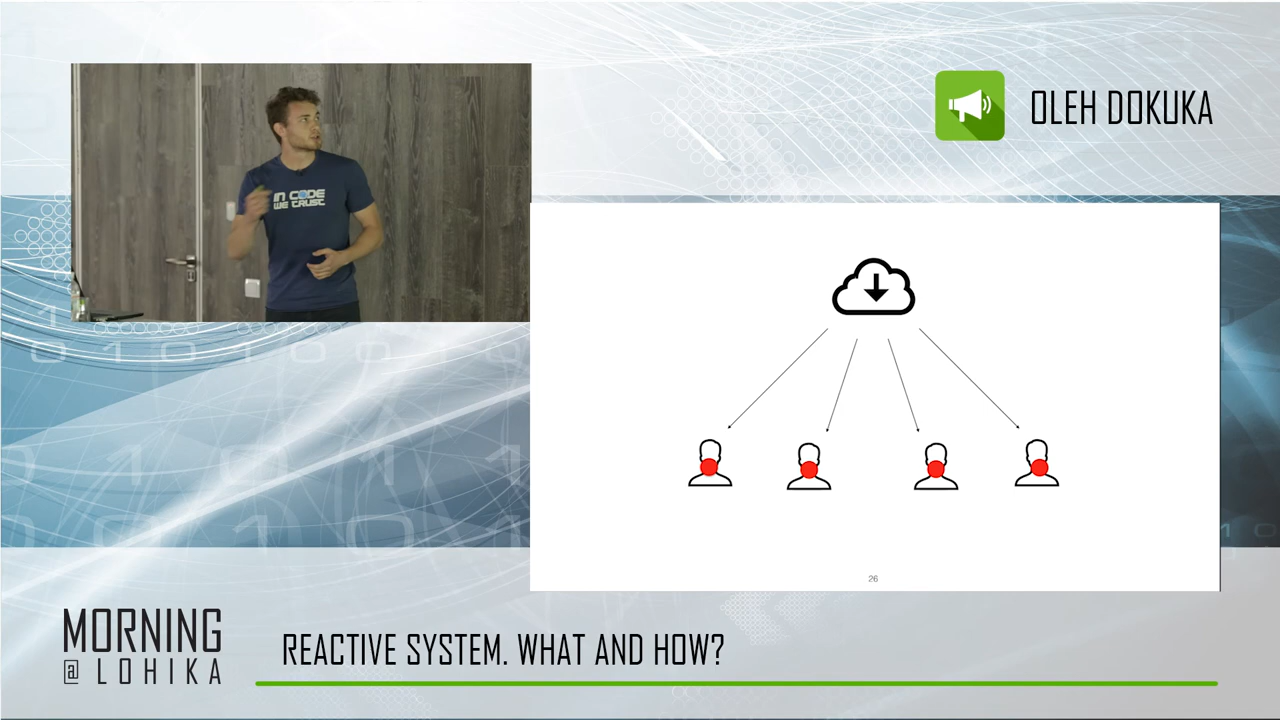 OLEH DOKUKA
IN CODE
WE TRUST
26
MORNING
@ LOHIKA
REACTIVE SYSTEM. WHAT AND HOW?